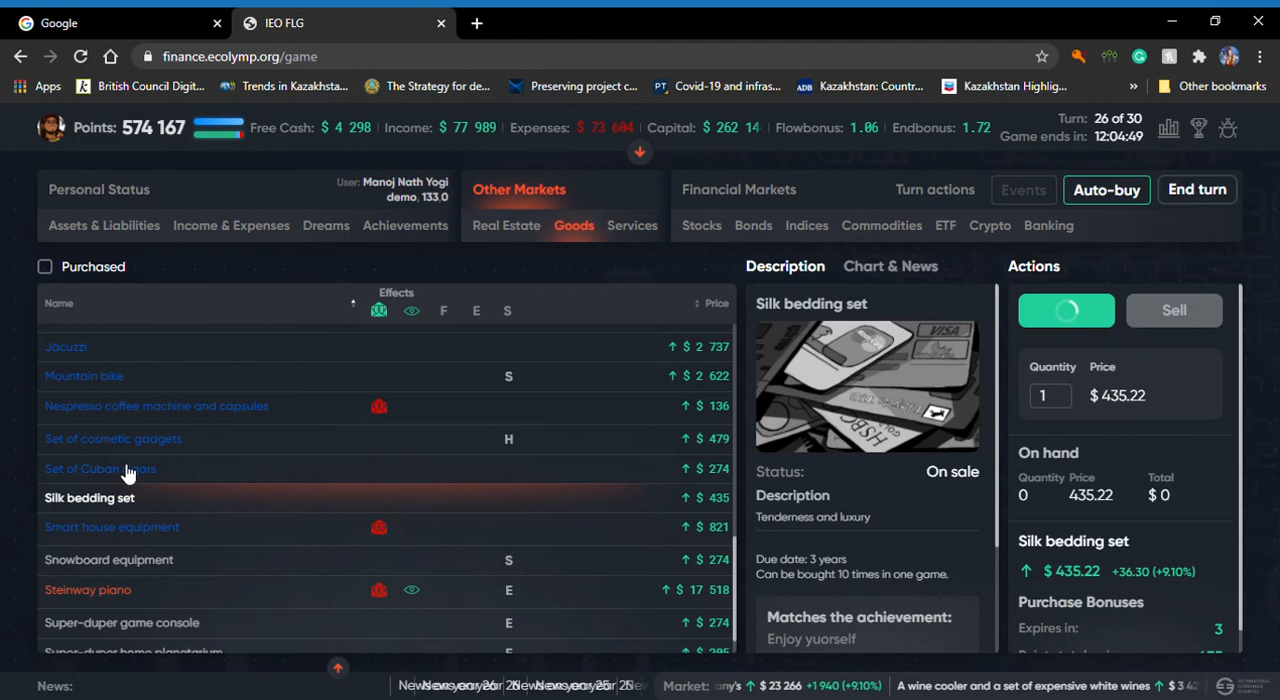 Google
IEO FLG
finance.ecolymp.org/game
Apps
British Council Digit...
Trends in Kazakhsta...
The Strategy for de...
Preserving project c...
Covid-19 and infras...
Kazakhstan: Countr...
Kazakhstan Highlig...
»
Other bookmarks
Points: 574 167 Free Cash: $ 4 298 Income: $ 77 989 Expenses: $ 73 604 Capital: $ 262 14 Flowbonus: 1.06 Endbonus: 1.72
Turn: 26 of 30
Game ends in: 12:04:49
Personal Status
User: Manoj Nath Yogi
demo, 133.0
Assets & Liabilities Income & Expenses Dreams Achievements
Other Markets
Real Estate Goods Services
Financial Markets
Turn actions Events Auto-buy End turn
Stocks Bonds Indices Commodities ETF Crypto Banking
Purchased
Name Effects F E S Price
Jacuzzi $ 2 737
Mountain bike S $ 2 622
Nespresso coffee machine and capsules $ 136
Set of cosmetic gadgets H $ 479
Set of Cuban $ 274
Silk bedding set $ 435
Smart house equipment $ 821
Snowboard equipment S $ 274
Steinway piano E $ 17 518
Super-duper game console E $ 274
Super-duper home planetarium
Description Chart & News
Silk bedding set
VISA
HSBC
Status: On sale
Description
Tenderness and luxury
Due date: 3 years
Can be bought 10 times in one game.
Matches the achievement:
Enjoy yuorself
Actions
Sell
Quantity Price
1 $ 435.22
On hand
Quantity Price Total
0 435.22 $ 0
Silk bedding set
$ 435.22 +36.30 (+9.10%)
Purchase Bonuses
Expires in: 3
News:
Market: any's $ 23 266 +1 940 (+9.10%) A wine cooler and a year supply of premium white wines